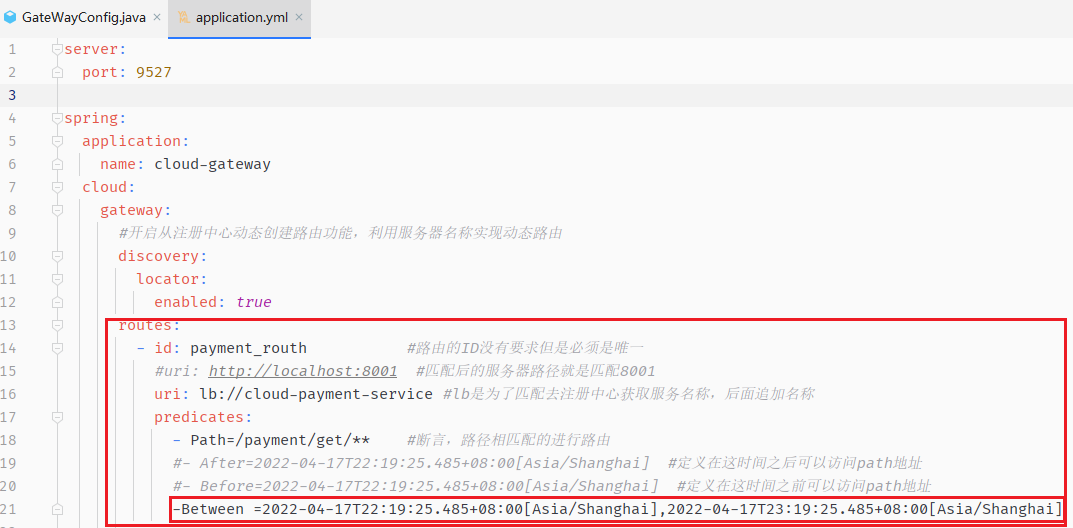 GateWayConfig.java × application.yml ×
1 server:
2 port: 9527
3
4 spring:
5 application:
6 name: cloud-gateway
7 cloud:
8 gateway:
9 #开启从注册中心动态创建路由功能，利用服务器名称实现动态路由
10 discovery:
11 locator:
12 enabled: true
13 routes:
14 - id: payment_routh #路由的ID没有要求但是必须是唯一
15 #uri: http://localhost:8001 #匹配后的服务器路径就是匹配8001
16 uri: lb://cloud-payment-service #lb是为了匹配去注册中心获取服务名称，后面追加名称
17 predicates:
18 - Path=/payment/get/** #断言，路径相匹配的进行路由
19 #- After=2022-04-17T22:19:25.485+08:00[Asia/Shanghai] #定义在这时间之后可以访问path地址
20 #- Before=2022-04-17T22:19:25.485+08:00[Asia/Shanghai] #定义在这时间之前可以访问path地址
21 -Between =2022-04-17T22:19:25.485+08:00[Asia/Shanghai],2022-04-17T23:19:25.485+08:00[Asia/Shanghai]